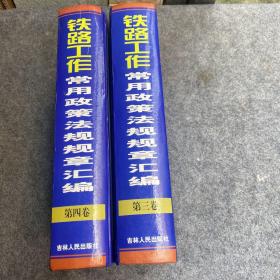 铁路工作
常用政策法规规章汇编
第四卷
吉林人民出版社
铁路工作
常用政策法规规章汇编
第三卷
吉林人民出版社